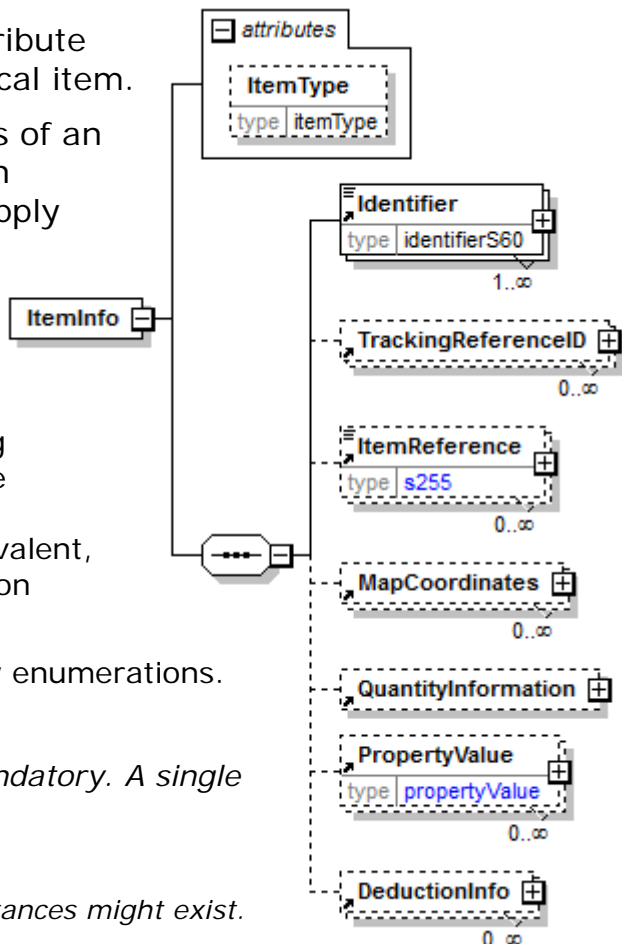 ribute
cal item.
s of an
n
pply
g
e
valent,
on
v enumerations.
ndatory. A single
tances might exist.
attributes
ItemType
type itemType
ItemInfo
Identifier
type identifierS60
1..∞
TrackingReferenceID
0..∞
ItemReference
type s255
0..∞
MapCoordinates
0..∞
QuantityInformation
PropertyValue
type propertyValue
0..∞
DeductionInfo
0..∞